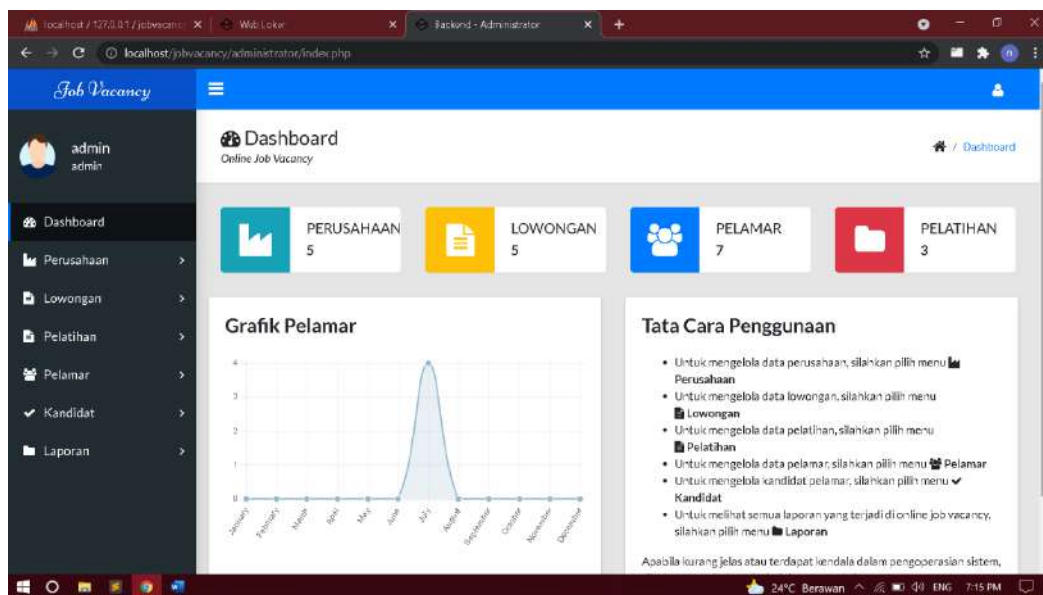 localhost / 127.0.0.1 / jobvacancy
Web Loker
Backend - Administrator
localhost/jobvacancy/administrator/index.php
Job Vacancy
admin
admin
Dashboard
Perusahaan
Lowongan
Pelatihan
Pelamar
Kandidat
Laporan
Dashboard
Online Job Vacancy
/ Dashboard
PERUSAHAAN
5
LOWONGAN
5
PELAMAR
7
PELATIHAN
3
Grafik Pelamar
4
3
2
1
0
January
February
March
April
May
June
July
August
September
October
November
December
Tata Cara Penggunaan
Untuk mengelola data perusahaan, silahkan pilih menu
Perusahaan
Untuk mengelola data lowongan, silahkan pilih menu
Lowongan
Untuk mengelola data pelatihan, silahkan pilih menu
Pelatihan
Untuk mengelola data pelamar, silahkan pilih menu Pelamar
Untuk mengelola kandidat pelamar, silahkan pilih menu
Kandidat
Untuk melihat semua laporan yang terjadi di online job vacancy,
silahkan pilih menu Laporan
Apabila kurang jelas atau terdapat kendala dalam pengoperasian sistem,
24°C Berawan
ENG
7:15 PM